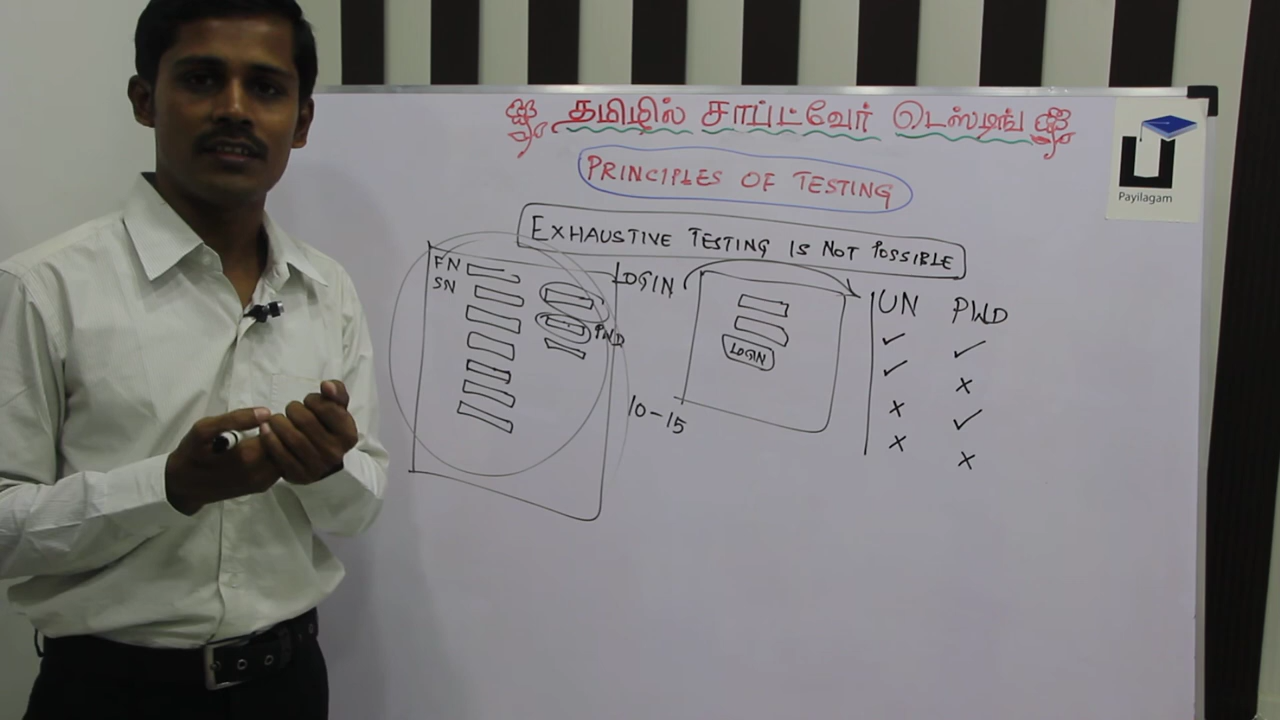 தமிழில் சாப்ட்வேர் டெஸ்டிங்
PRINCIPLES OF TESTING
Payilagam
EXHAUSTIVE TESTING IS NOT POSSIBLE
FN
SN
PWD
10-15
LOGIN
LOGIN
UN PWD
✓ ✓
✓ ×
× ✓
× ×